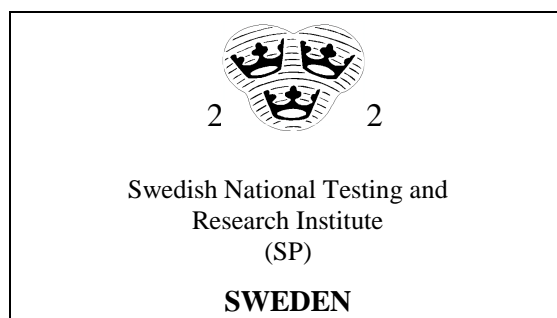 2 2
Swedish National Testing and
Research Institute
(SP)
SWEDEN